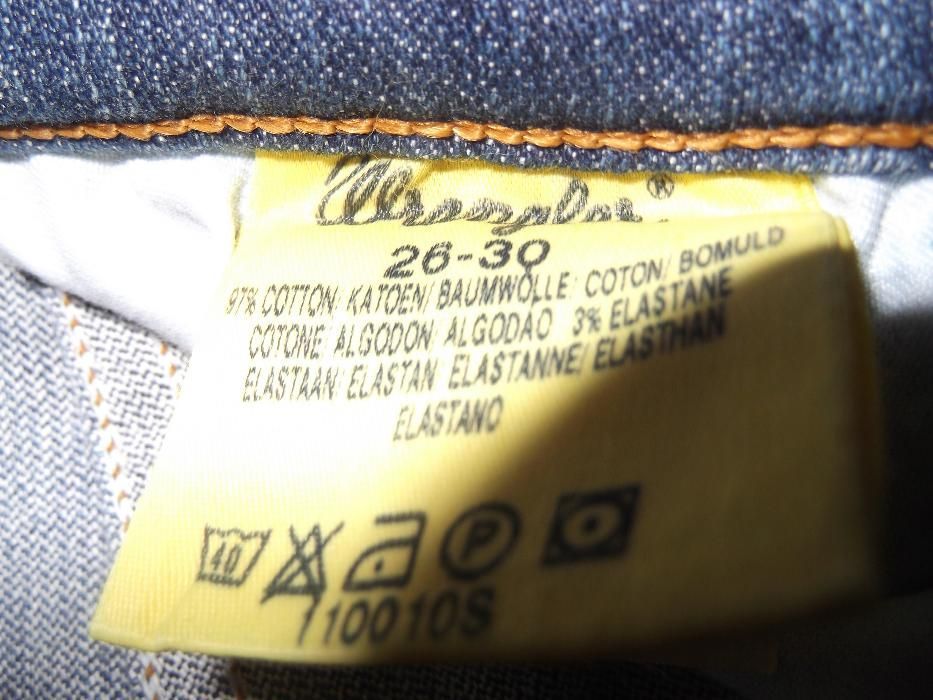 Wrangler®
26-30
97% COTTON/ KATOEN/ BAUMWOLLE/ COTON/ BOMULD
COTONE/ ALGODON/ ALGODAO 3% ELASTANE
ELASTAAN/ ELASTAN/ ELASTANNE/ ELASTHAN
ELASTANO
40 P
110010S